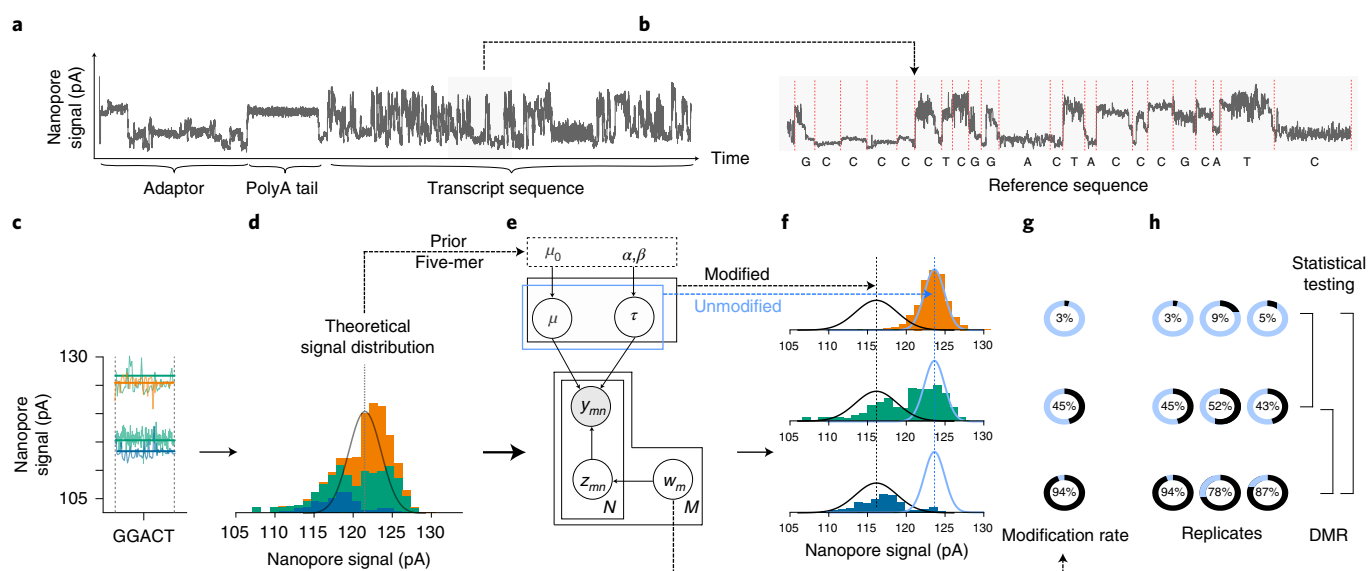 a
Nanopore
signal (pA)
Time
Adaptor
PolyA tail
Transcript sequence
b
G C C C C C T C G G A C T A C C C G C A T C
Reference sequence
c
130
Nanopore
signal (pA)
105
GGACT
d
Theoretical
signal distribution
105 110 115 120 125 130
Nanopore signal (pA)
e
Prior
Five-mer
μ0
α,β
μ
τ
ymn
zmn
wm
N
M
Modified
Unmodified
f
105 110 115 120 125 130
105 110 115 120 125 130
105 110 115 120 125 130
Nanopore signal (pA)
g
3%
45%
94%
Modification rate
h
Statistical
testing
3% 9% 5%
45% 52% 43%
94% 78% 87%
Replicates
DMR